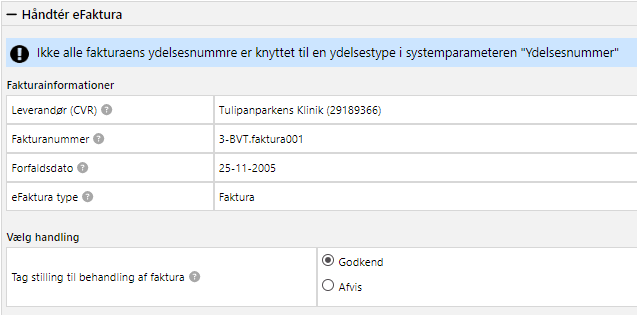 Håndtér eFaktura
Ikke alle fakturaens ydelsesnummre er knyttet til en ydelsestype i systemparameteren "Ydelsesnummer"
Fakturainformationer
Leverandør (CVR)
Tulipanparkens Klinik (29189366)
Fakturanummer
3-BVT.faktura001
Forfaldsdato
25-11-2005
eFaktura type
Faktura
Vælg handling
Tag stilling til behandling af faktura
Godkend
Afvis